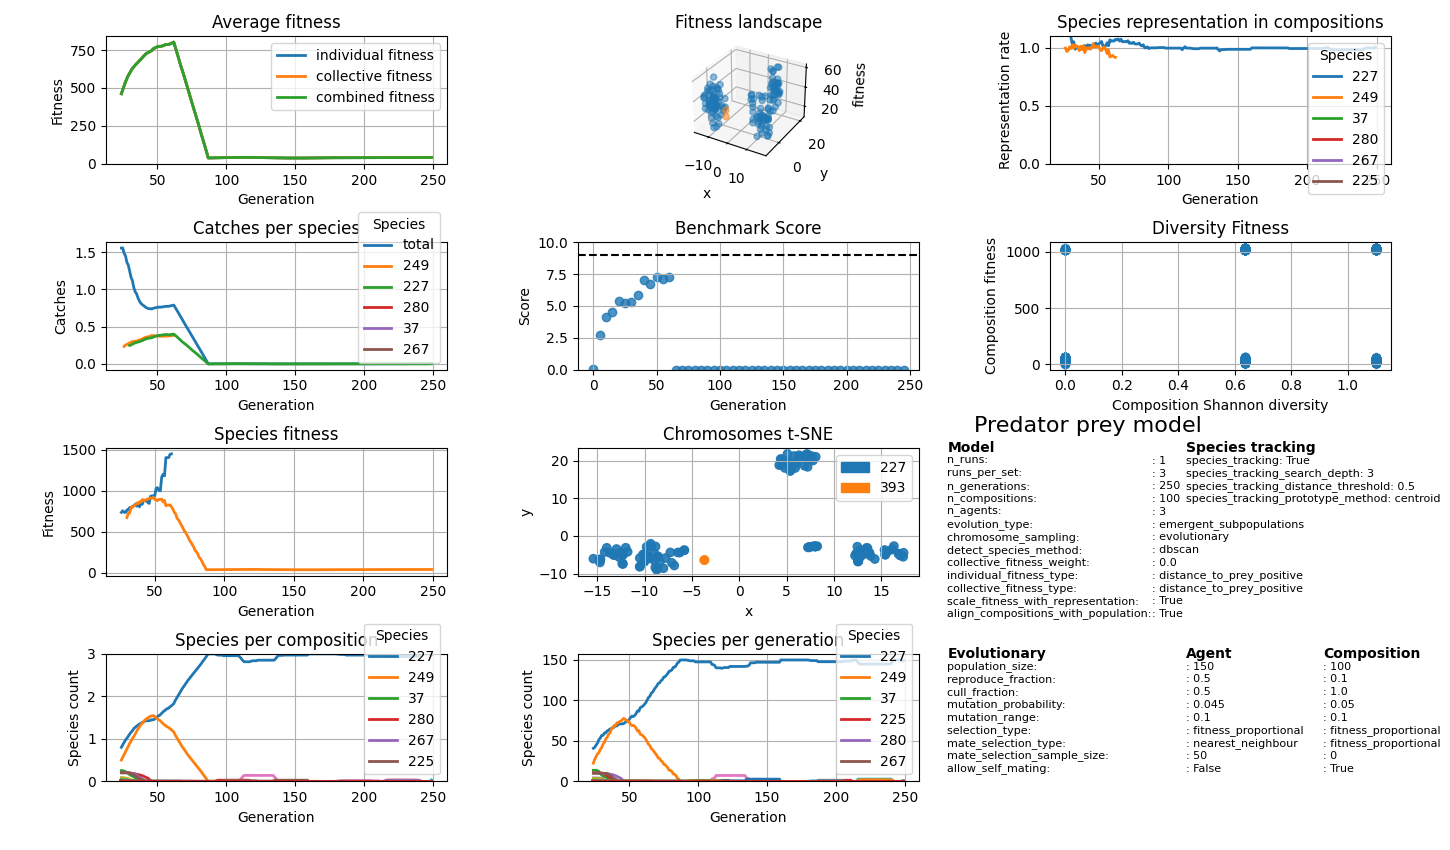 Average fitness
Fitness
750
500
250
0
individual fitness
collective fitness
combined fitness
50 100 150 200 250
Generation
Fitness landscape
60
40
20
fitness
−10 0 10
x
0 20
y
Species representation in compositions
Representation rate
1.0
0.5
0.0
Species
227
249
37
280
267
225
50 100 150 200 250
Generation
Catches per species
Catches
1.5
1.0
0.5
0.0
Species
total
249
227
280
37
267
50 100 150 200 250
Generation
Benchmark Score
Score
10.0
7.5
5.0
2.5
0.0
0 50 100 150 200 250
Generation
Diversity Fitness
Composition fitness
1000
500
0
0.0 0.2 0.4 0.6 0.8 1.0
Composition Shannon diversity
Species fitness
Fitness
1500
1000
500
0
50 100 150 200 250
Generation
Chromosomes t-SNE
y
20
10
0
−10
227
393
−15 −10 −5 0 5 10 15
x
Predator prey model
Model
n_runs: : 1
runs_per_set: : 3
n_generations: : 250
n_compositions: : 100
n_agents: : 3
evolution_type: : emergent_subpopulations
chromosome_sampling: : evolutionary
detect_species_method: : dbscan
collective_fitness_weight: : 0.0
individual_fitness_type: : distance_to_prey_positive
collective_fitness_type: : distance_to_prey_positive
scale_fitness_with_representation: : True
align_compositions_with_population: : True
Species tracking
species_tracking: True
species_tracking_search_depth: 3
species_tracking_distance_threshold: 0.5
species_tracking_prototype_method: centroid
Species per composition
Species count
3
2
1
0
Species
227
249
37
280
267
225
50 100 150 200 250
Generation
Species per generation
Species count
150
100
50
0
Species
227
249
37
225
280
267
50 100 150 200 250
Generation
Evolutionary Agent Composition
population_size: : 150 : 100
reproduce_fraction: : 0.5 : 0.1
cull_fraction: : 0.5 : 1.0
mutation_probability: : 0.045 : 0.05
mutation_range: : 0.1 : 0.1
selection_type: : fitness_proportional : fitness_proportional
mate_selection_type: : nearest_neighbour : fitness_proportional
mate_selection_sample_size: : 50 : 0
allow_self_mating: : False : True